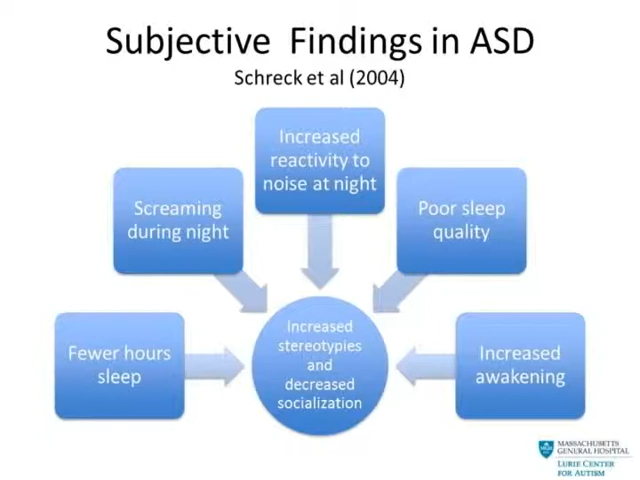 Subjective Findings in ASD
Schreck et al (2004)
Increased
reactivity to
noise at night
Screaming
during night
Poor sleep
quality
Fewer hours
sleep
Increased
stereotypies
and
decreased
socialization
Increased
awakening
MASSACHUSETTS
GENERAL HOSPITAL
LURIE CENTER
FOR AUTISM